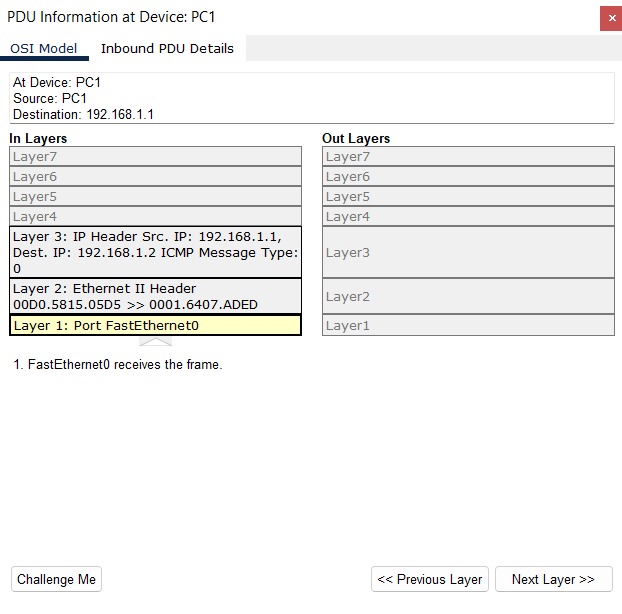 PDU Information at Device: PC1
×
OSI Model Inbound PDU Details
At Device: PC1
Source: PC1
Destination: 192.168.1.1
In Layers Out Layers
Layer7 Layer7
Layer6 Layer6
Layer5 Layer5
Layer4 Layer4
Layer 3: IP Header Src. IP: 192.168.1.1,
Dest. IP: 192.168.1.2 ICMP Message Type:
0
Layer3
Layer 2: Ethernet II Header
00D0.5815.05D5 >> 0001.6407.ADED
Layer2
Layer 1: Port FastEthernet0 Layer1
1. FastEthernet0 receives the frame.
Challenge Me << Previous Layer Next Layer >>